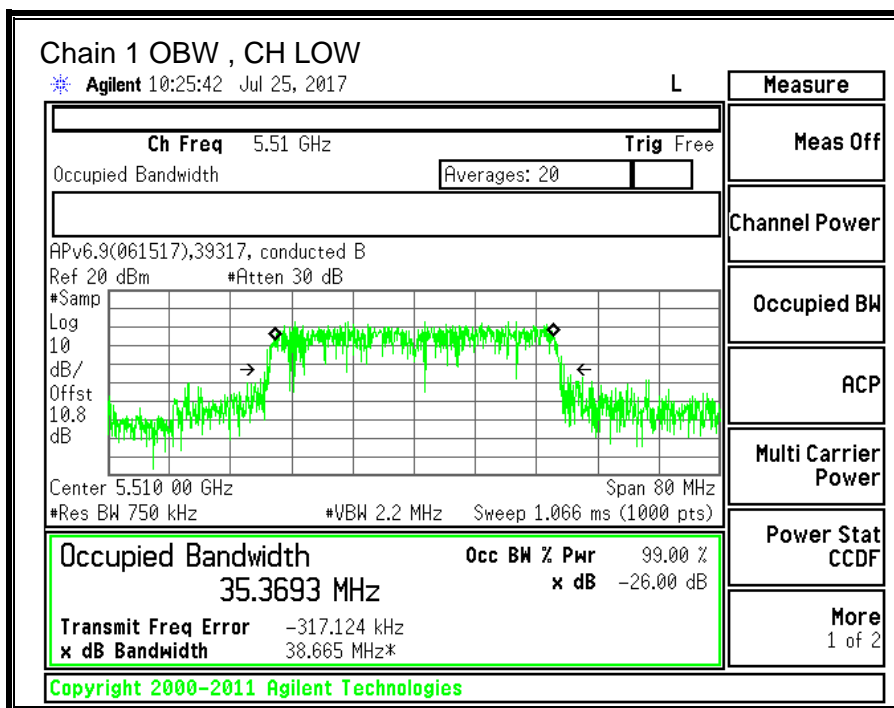 Chain 1 OBW , CH LOW
Agilent 10:25:42 Jul 25, 2017 L
Measure
Ch Freq 5.51 GHz Trig Free
Occupied Bandwidth Averages: 20
APv6.9(061517),39317, conducted B
Ref 20 dBm #Atten 30 dB
#Samp
Log
10
dB/
Offst
10.8
dB
Center 5.510 00 GHz Span 80 MHz
#Res BW 750 kHz #VBW 2.2 MHz Sweep 1.066 ms (1000 pts)
Occupied Bandwidth Occ BW % Pwr 99.00 %
35.3693 MHz x dB -26.00 dB
Transmit Freq Error -317.124 kHz
x dB Bandwidth 38.665 MHz*
Meas Off
Channel Power
Occupied BW
ACP
Multi Carrier
Power
Power Stat
CCDF
More
1 of 2
Copyright 2000-2011 Agilent Technologies